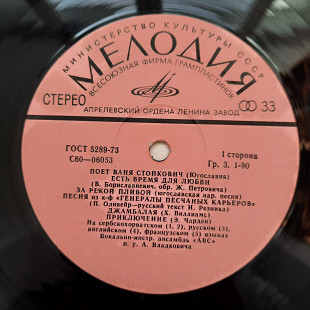 МИНИСТЕРСТВО КУЛЬТУРЫ СССР
МЕЛОДИЯ
ВСЕСОЮЗНАЯ ФИРМА ГРАМПЛАСТИНОК
СТЕРЕО
33
АПРЕЛЕВСКИЙ ОРДЕНА ЛЕНИНА ЗАВОД
ГОСТ 5289-73
С60—06053
1 сторона
Гр. 3. 1-90
ПОЕТ ВАНЯ СТОЙКОВИЧ (Югославия)
ЕСТЬ ВРЕМЯ ДЛЯ ЛЮБВИ
(В. Бориславлевич, обр. Ж. Петровича)
ЗА РЕКОЙ ПЛИВОЙ (югославская нар. песня)
ПЕСНЯ из к-ф «ГЕНЕРАЛЫ ПЕСЧАНЫХ КАРЬЕРОВ»
(П. Оливейр—русский текст И. Резника)
ДЖАМБАЛАЯ (Х. Вилльямс)
ПРИКЛЮЧЕНИЕ (Э. Чарден)
На сербскохорватском (1, 2), русском (3),
английском (4), французском (5) языках
Вокально-инстр. ансамбль «АВС»
п. у. А. Владковича